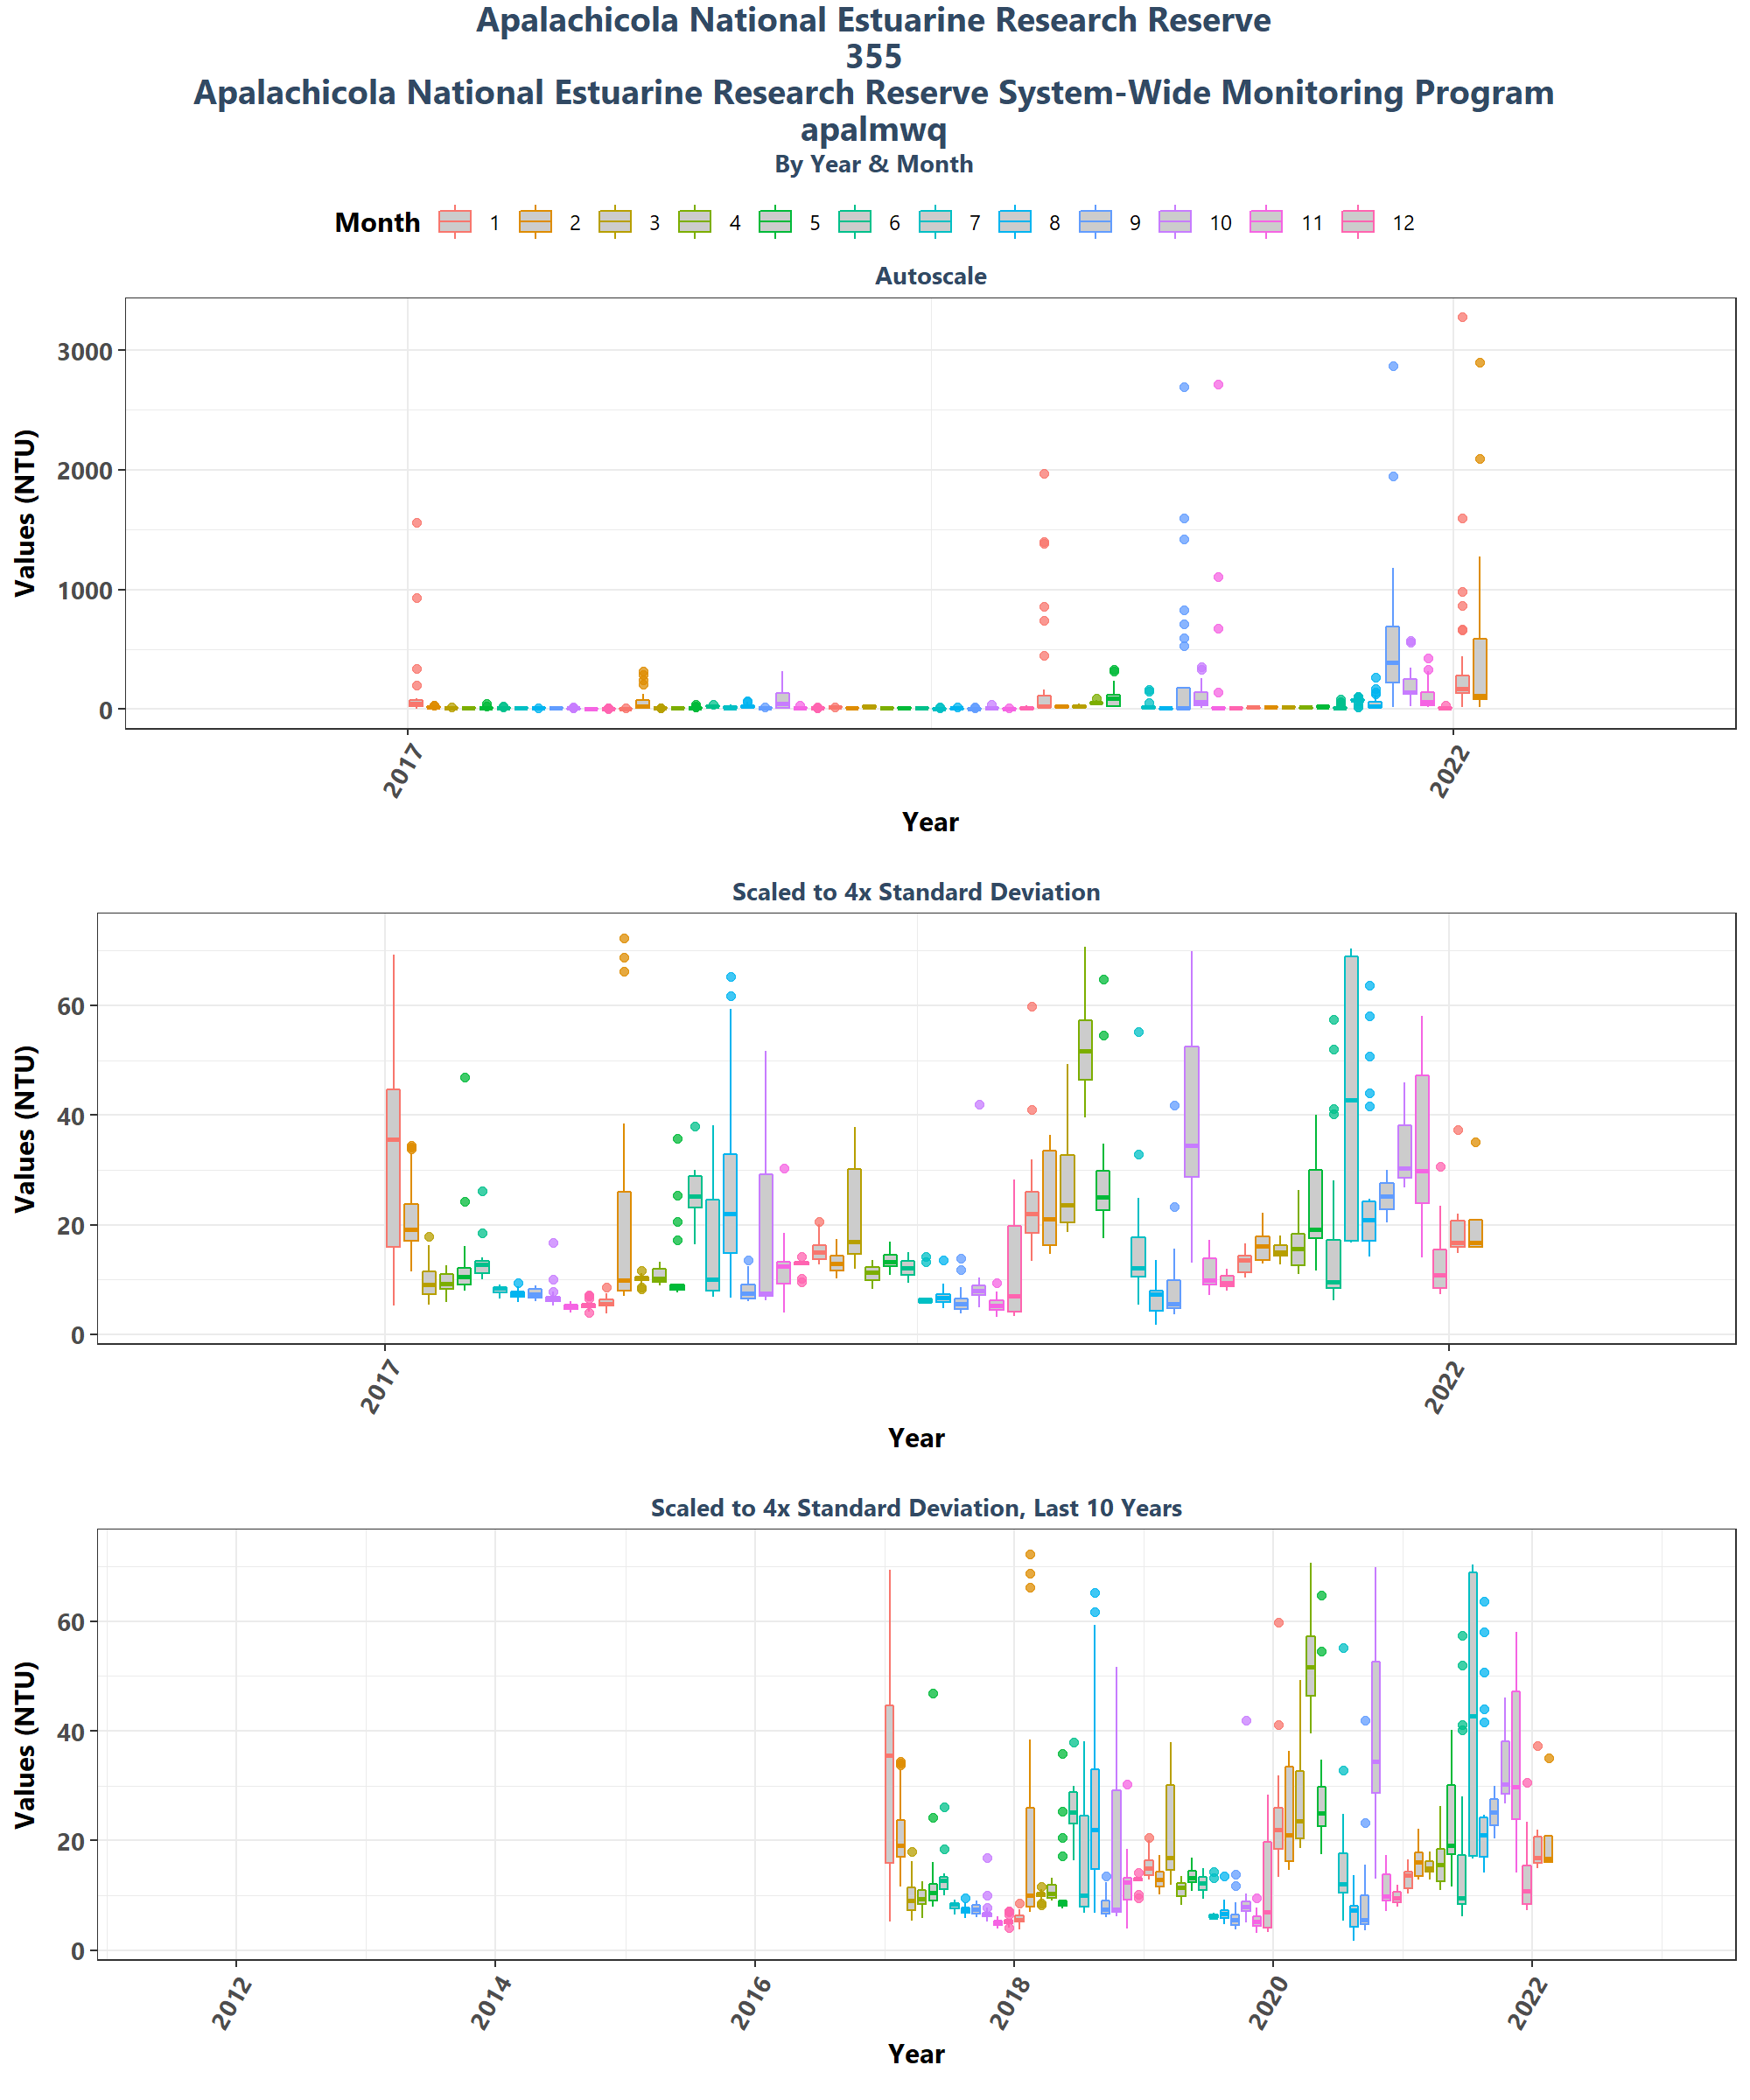 Apalachicola National Estuarine Research Reserve
355
Apalachicola National Estuarine Research Reserve System-Wide Monitoring Program
apalmwq
By Year & Month
Month 1 2 3 4 5 6 7 8 9 10 11 12
Autoscale
Values (NTU)
3000
2000
1000
0
2017 2022
Year
Scaled to 4x Standard Deviation
Values (NTU)
60
40
20
0
2017 2022
Year
Scaled to 4x Standard Deviation, Last 10 Years
Values (NTU)
60
40
20
0
2012 2014 2016 2018 2020 2022
Year